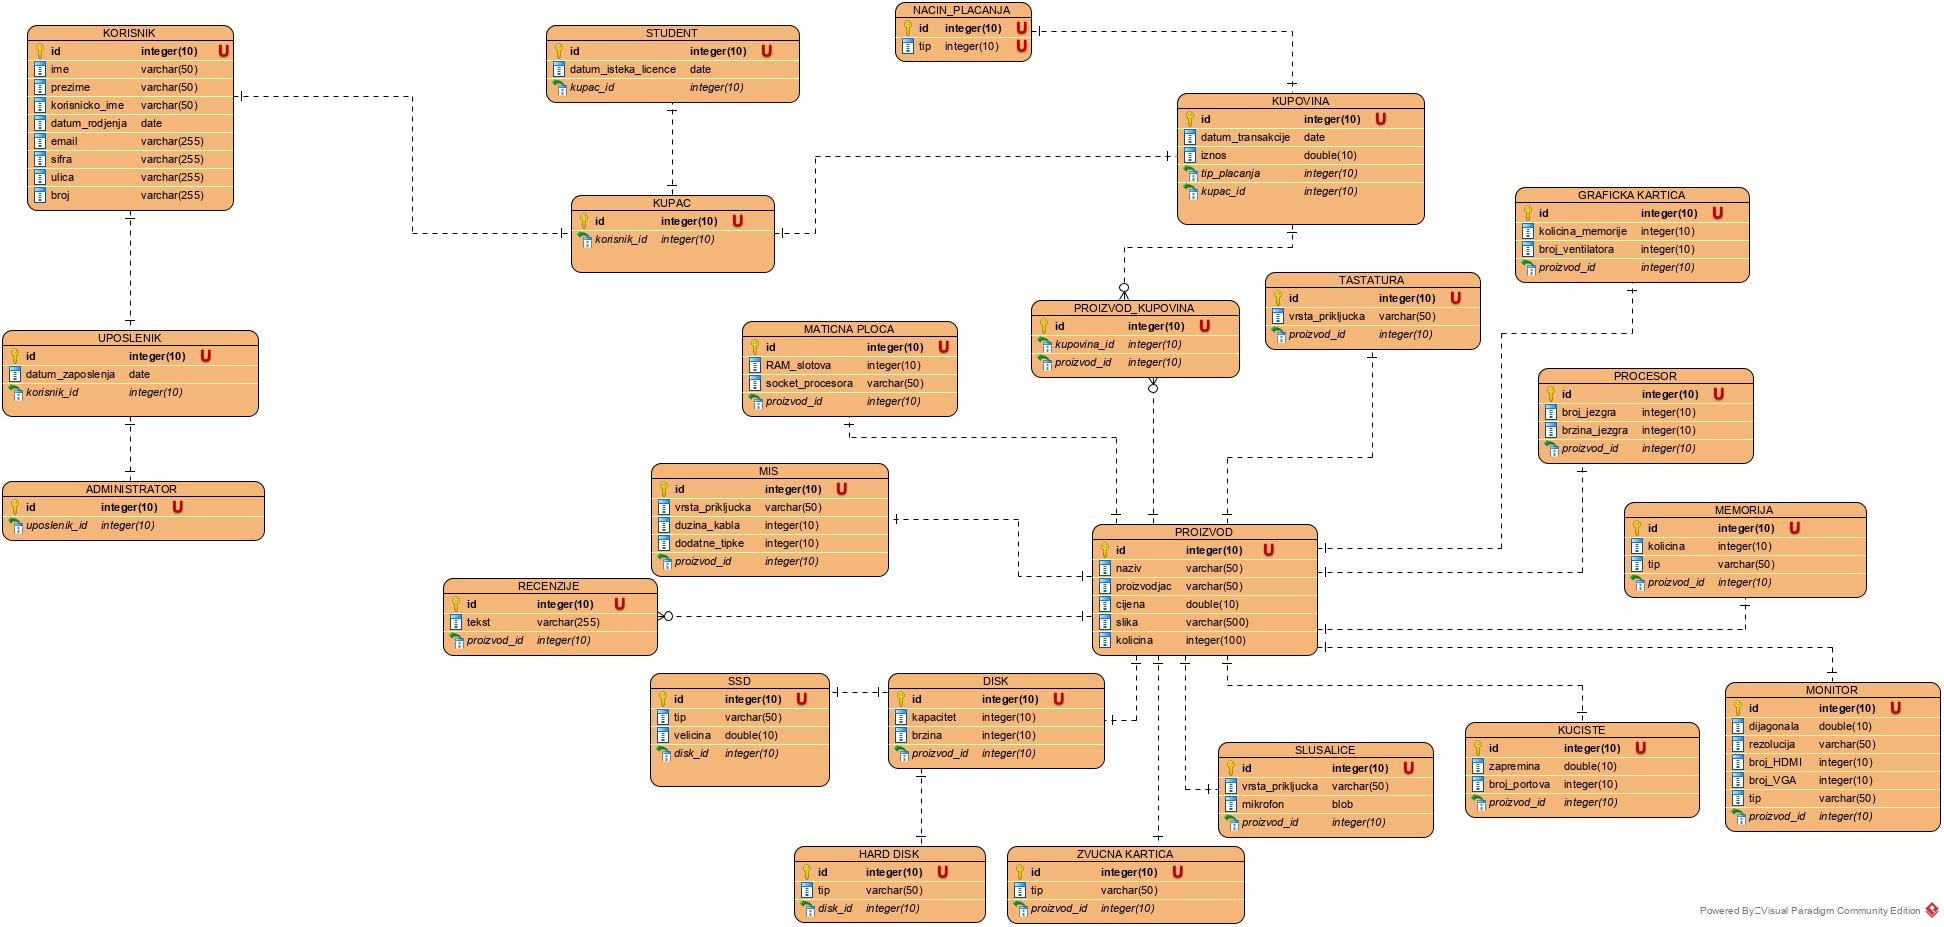 KORISNIK
id integer(10) U
ime varchar(50)
prezime varchar(50)
korisnicko_ime varchar(50)
datum_rodjenja date
email varchar(255)
sifra varchar(255)
ulica varchar(255)
broj varchar(255)
STUDENT
id integer(10) U
datum_isteka_licence date
kupac_id integer(10)
NACIN_PLACANJA
id integer(10) U
tip integer(10) U
KUPOVINA
id integer(10) U
datum_transakcije date
iznos double(10)
tip_placanja integer(10)
kupac_id integer(10)
KUPAC
id integer(10) U
korisnik_id integer(10)
GRAFICKA KARTICA
id integer(10) U
kolicina_memorije integer(10)
broj_ventilatora integer(10)
proizvod_id integer(10)
TASTATURA
id integer(10) U
vrsta_prikljucka varchar(50)
proizvod_id integer(10)
PROIZVOD_KUPOVINA
id integer(10) U
kupovina_id integer(10)
proizvod_id integer(10)
MATICNA PLOCA
id integer(10) U
RAM_slotova integer(10)
socket_procesora varchar(50)
proizvod_id integer(10)
UPOSLENIK
id integer(10) U
datum_zaposlenja date
korisnik_id integer(10)
PROCESOR
id integer(10) U
broj_jezgra integer(10)
brzina_jezgra integer(10)
proizvod_id integer(10)
ADMINISTRATOR
id integer(10) U
uposlenik_id integer(10)
MIS
id integer(10) U
vrsta_prikljucka varchar(50)
duzina_kabla integer(10)
dodatne_tipke integer(10)
proizvod_id integer(10)
MEMORIJA
id integer(10) U
kolicina integer(10)
tip varchar(50)
proizvod_id integer(10)
PROIZVOD
id integer(10) U
naziv varchar(50)
proizvodjac varchar(50)
cijena double(10)
slika varchar(500)
kolicina integer(100)
RECENZIJE
id integer(10) U
tekst varchar(255)
proizvod_id integer(10)
SSD
id integer(10) U
tip varchar(50)
velicina double(10)
disk_id integer(10)
DISK
id integer(10) U
kapacitet integer(10)
brzina integer(10)
proizvod_id integer(10)
MONITOR
id integer(10) U
dijagonala double(10)
rezolucija varchar(50)
broj_HDMI integer(10)
broj_VGA integer(10)
tip varchar(50)
proizvod_id integer(10)
KUCISTE
id integer(10) U
zapremina double(10)
broj_portova integer(10)
proizvod_id integer(10)
SLUSALICE
id integer(10) U
vrsta_prikljucka varchar(50)
mikrofon blob
proizvod_id integer(10)
HARD DISK
id integer(10) U
tip varchar(50)
disk_id integer(10)
ZVUCNA KARTICA
id integer(10) U
tip varchar(50)
proizvod_id integer(10)
Powered By Visual Paradigm Community Edition